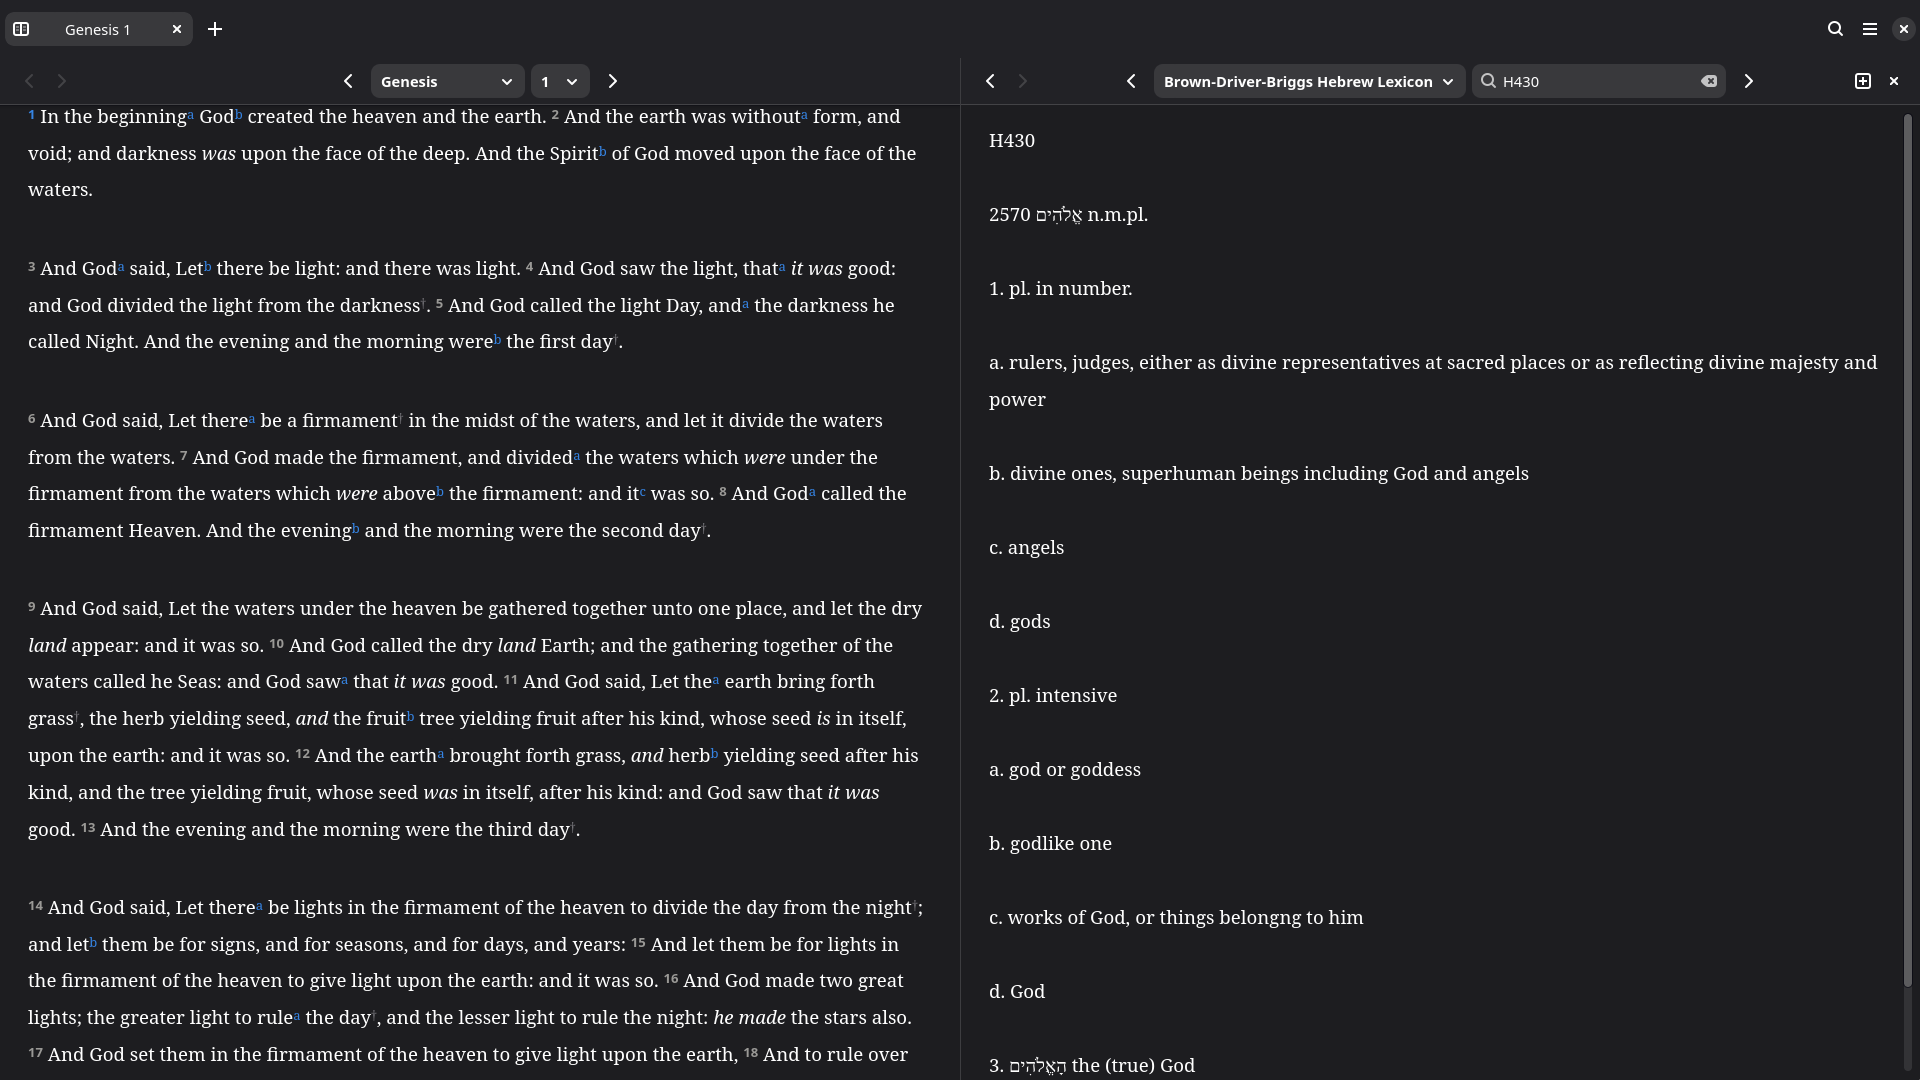 Genesis 1
Genesis
1
1 In the beginninga Godb created the heaven and the earth. 2 And the earth was withouta form, and
void; and darkness was upon the face of the deep. And the Spiritb of God moved upon the face of the
waters.
3 And Goda said, Letb there be light: and there was light. 4 And God saw the light, thata it was good:
and God divided the light from the darkness†. 5 And God called the light Day, anda the darkness he
called Night. And the evening and the morning wereb the first day†.
6 And God said, Let therea be a firmament† in the midst of the waters, and let it divide the waters
from the waters. 7 And God made the firmament, and divideda the waters which were under the
firmament from the waters which were aboveb the firmament: and itc was so. 8 And Goda called the
firmament Heaven. And the eveningb and the morning were the second day†.
9 And God said, Let the waters under the heaven be gathered together unto one place, and let the dry
land appear: and it was so. 10 And God called the dry land Earth; and the gathering together of the
waters called he Seas: and God sawa that it was good. 11 And God said, Let thea earth bring forth
grass†, the herb yielding seed, and the fruitb tree yielding fruit after his kind, whose seed is in itself,
upon the earth: and it was so. 12 And the eartha brought forth grass, and herbb yielding seed after his
kind, and the tree yielding fruit, whose seed was in itself, after his kind: and God saw that it was
good. 13 And the evening and the morning were the third day†.
14 And God said, Let therea be lights in the firmament of the heaven to divide the day from the night†;
and letb them be for signs, and for seasons, and for days, and years: 15 And let them be for lights in
the firmament of the heaven to give light upon the earth: and it was so. 16 And God made two great
lights; the greater light to rulea the day†, and the lesser light to rule the night: he made the stars also.
17 And God set them in the firmament of the heaven to give light upon the earth, 18 And to rule over
Brown-Driver-Briggs Hebrew Lexicon
H430
H430
2570 אֱלֹהִים n.m.pl.
1. pl. in number.
a. rulers, judges, either as divine representatives at sacred places or as reflecting divine majesty and
power
b. divine ones, superhuman beings including God and angels
c. angels
d. gods
2. pl. intensive
a. god or goddess
b. godlike one
c. works of God, or things belongng to him
d. God
3. הָאֱלֹהִים the (true) God